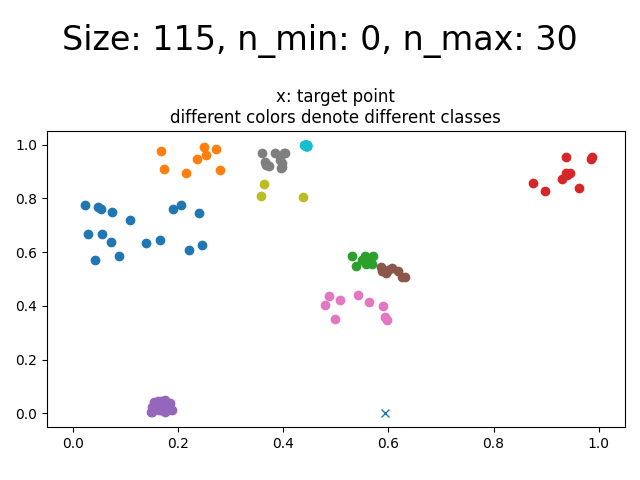 Size: 115, n_min: 0, n_max: 30
x: target point
different colors denote different classes
1.0
0.8
0.6
0.4
0.2
0.0
0.0 0.2 0.4 0.6 0.8 1.0